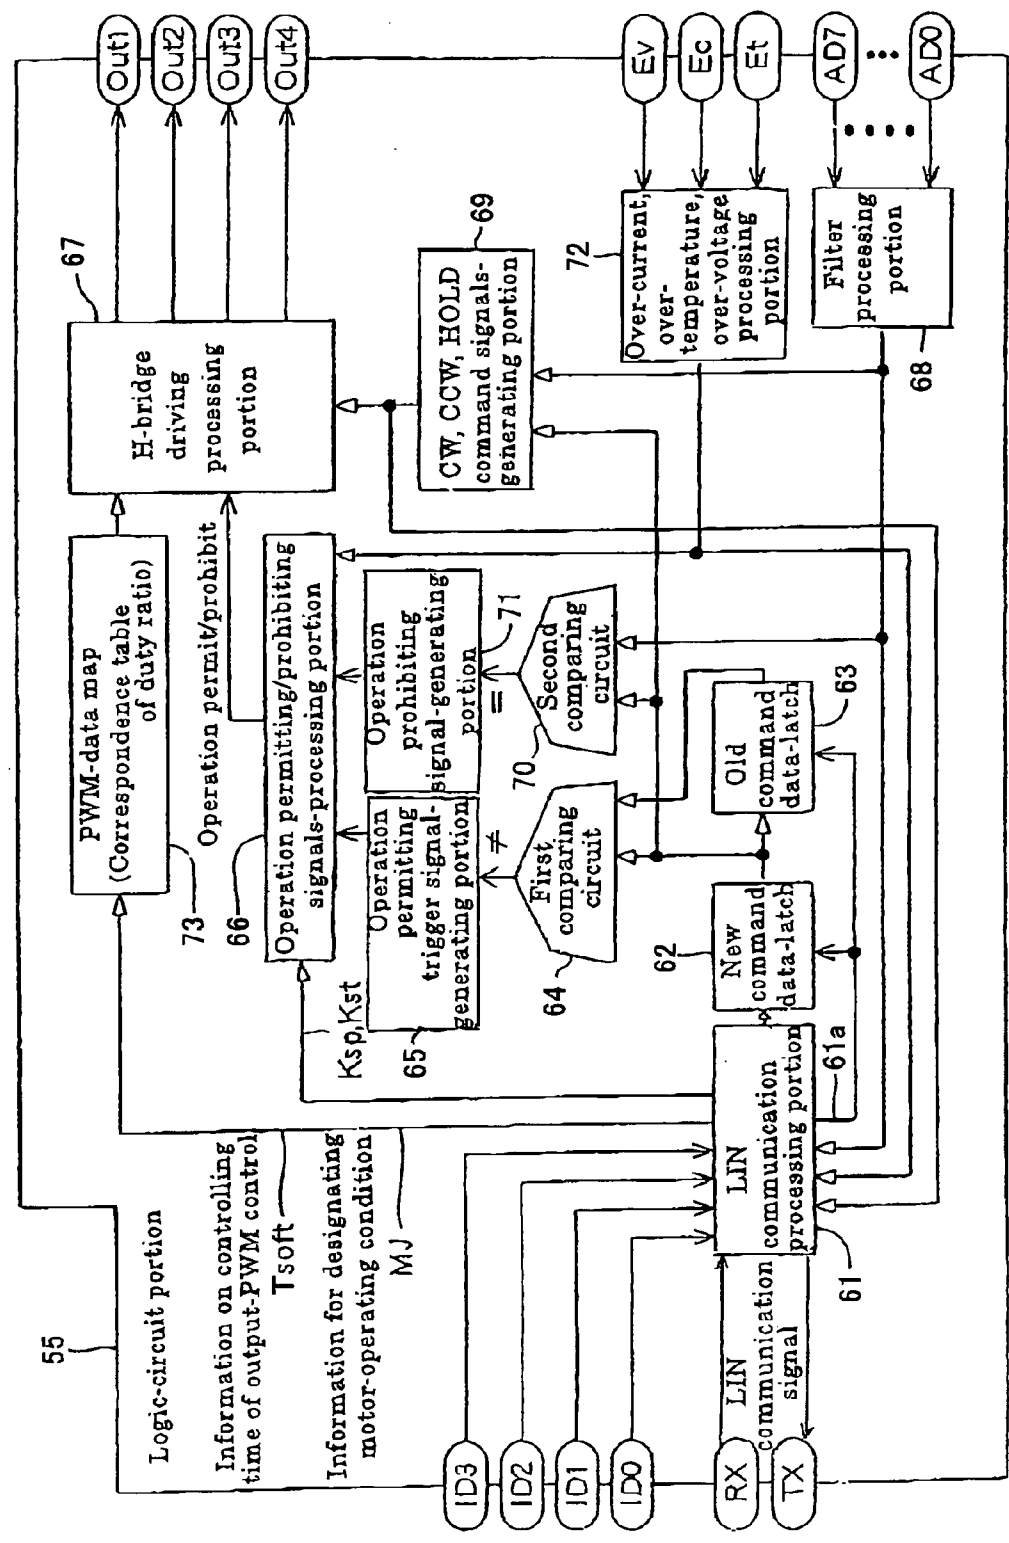 55
Logic-circuit portion
Information on controlling
time of output-PWM control
Tsoft
Information for designating
motor-operating condition
MJ
ID3
ID2
ID1
ID0
RX
TX
LIN
communication
signal
LIN
communication
processing portion
61
61a
New
command
data-latch
62
Old
command
data-latch
63
First
comparing
circuit
64
≠
Second
comparing
circuit
70
=
Operation
permitting
trigger signal-
generating portion
65
Operation
prohibiting
signal-generating
portion
71
Ksp,Kst
Operation permitting/prohibiting
signals-processing portion
66
Operation permit/prohibit
PWM-data map
(Correspondence table
of duty ratio)
73
H-bridge
driving
processing
portion
67
CW, CCW, HOLD
command signals-
generating portion
69
Over-current,
over-
temperature,
over-voltage
processing
portion
72
Filter
processing
portion
68
Out1
Out2
Out3
Out4
Ev
Ec
Et
AD7
AD0